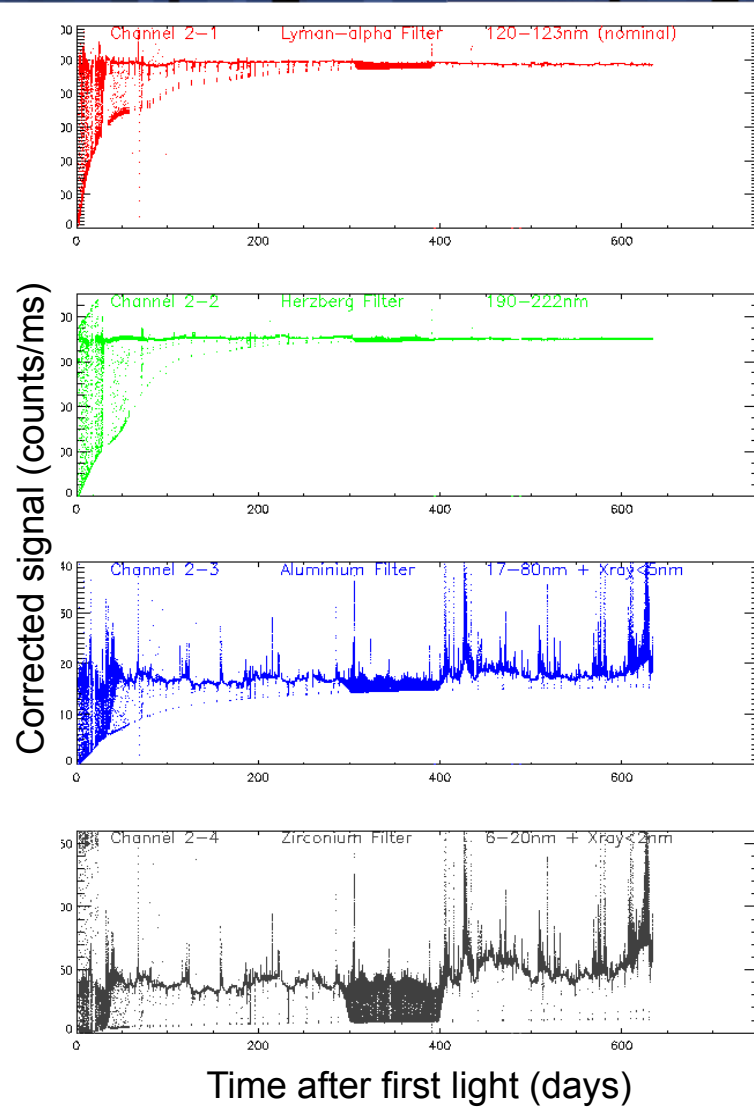 Channel 2-1 Lyman-alpha Filter 120-123nm (nominal)
0
0 200 400 600
Channel 2-2 Herzberg Filter 190-222nm
0
0 200 400 600
Corrected signal (counts/ms)
Channel 2-3 Aluminium Filter 17-80nm + Xray<5nm
20
10
0
0 200 400 600
Channel 2-4 Zirconium Filter 6-20nm + Xray<2nm
50
0
0 200 400 600
Time after first light (days)